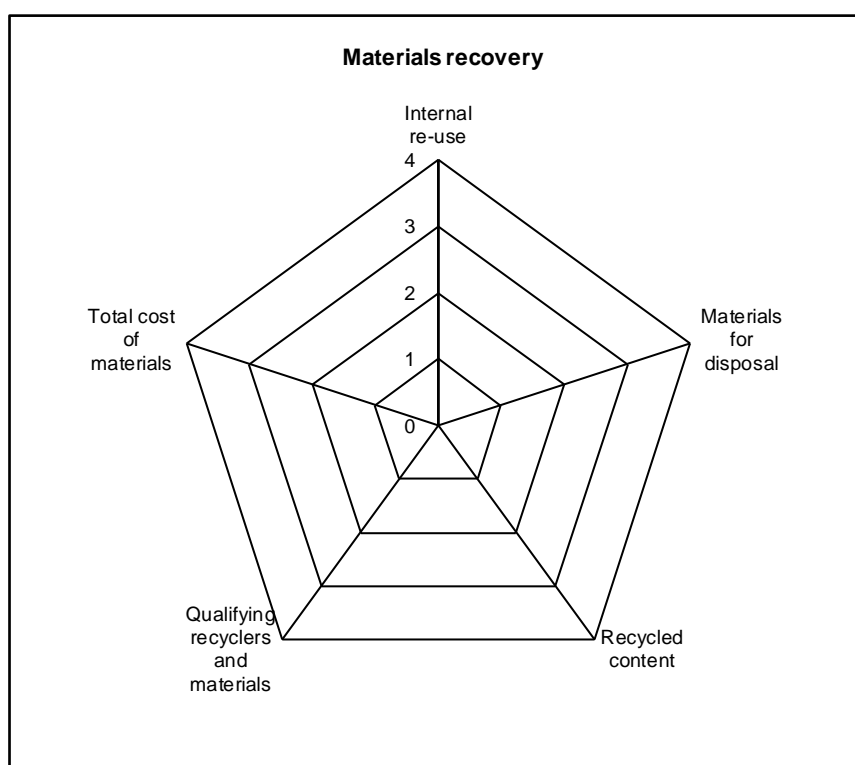 Materials recovery
Internal
re-use
4
3
2
1
0
Total cost
of
materials
Materials
for
disposal
Qualifying
recyclers
and
materials
Recycled
content